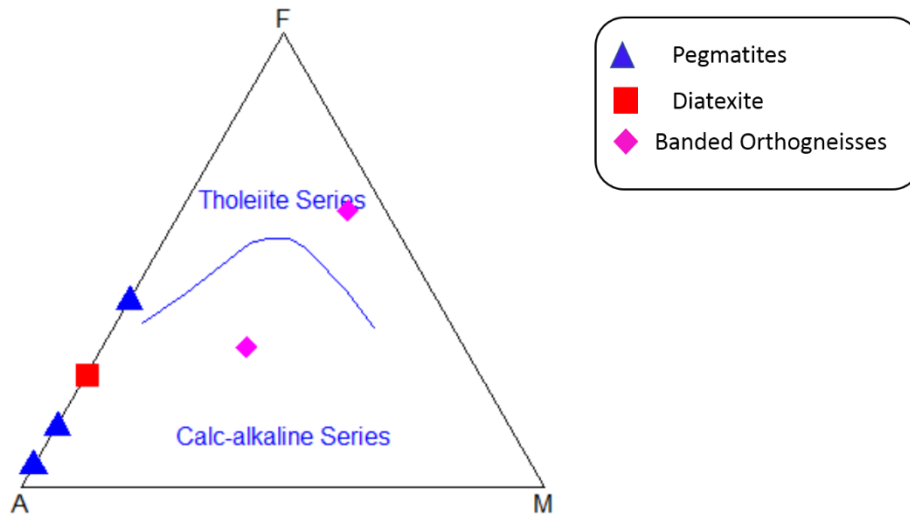 F
Tholeiite Series
Calc-alkaline Series
A
M
Pegmatites
Diatexite
Banded Orthogneisses